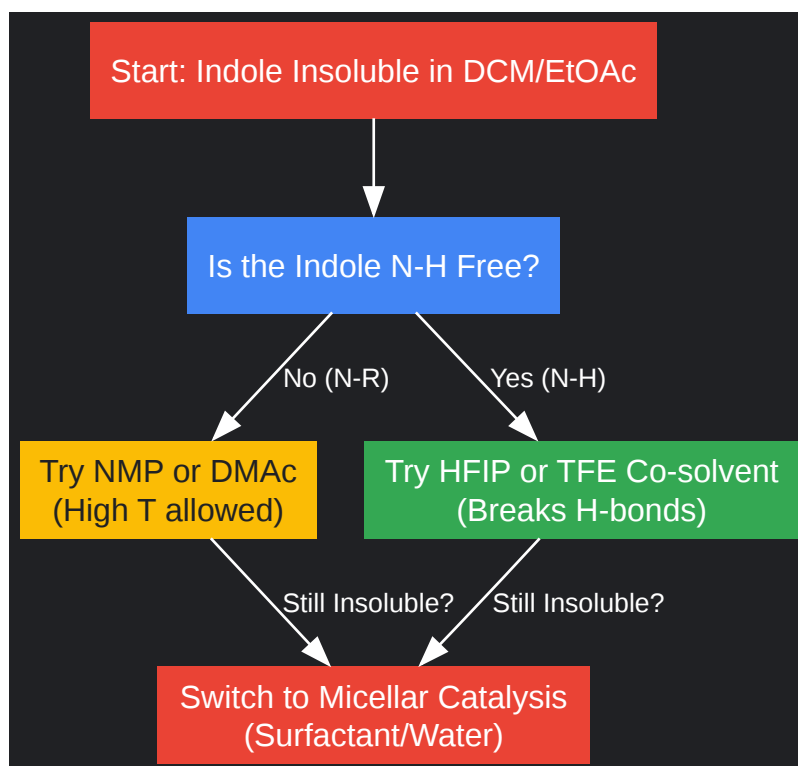 Start: Indole Insoluble in DCM/EtOAc
Is the Indole N-H Free?
No (N-R)
Yes (N-H)
Try NMP or DMAc
(High T allowed)
Try HFIP or TFE Co-solvent
(Breaks H-bonds)
Still Insoluble?
Still Insoluble?
Switch to Micellar Catalysis
(Surfactant/Water)